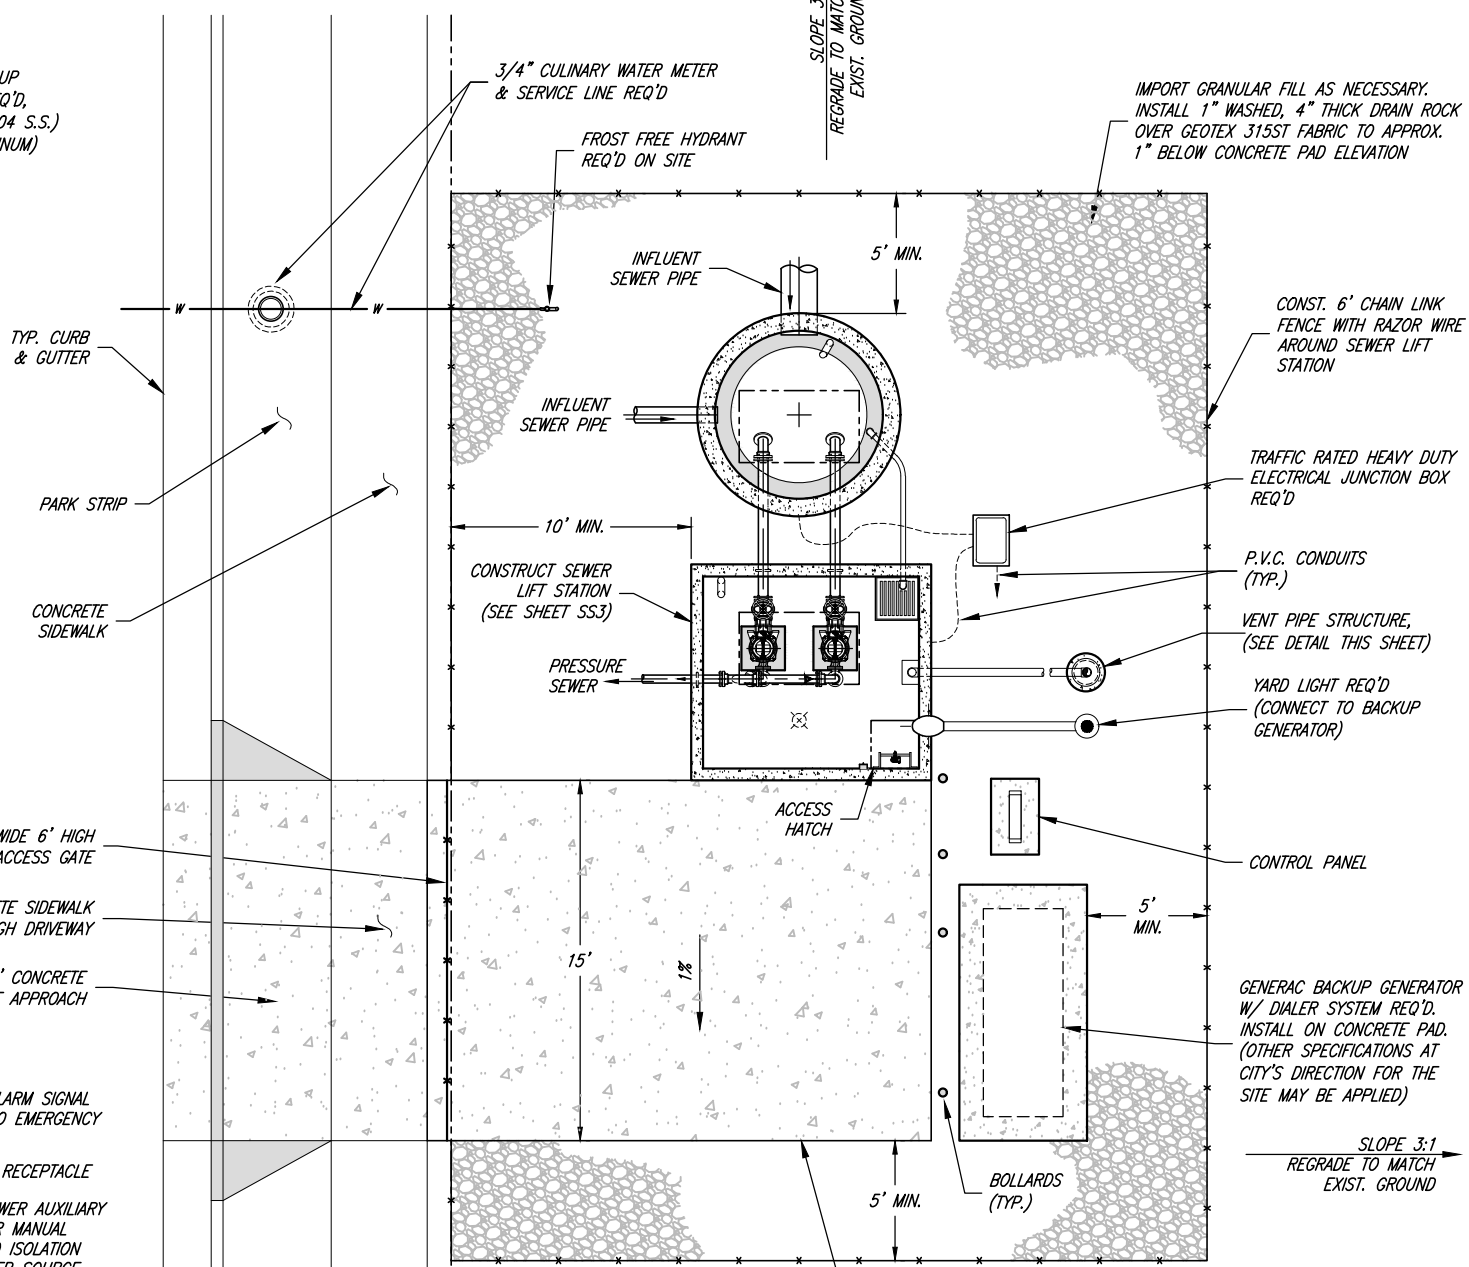 SLOPE 3
REGRADE TO MATC
EXIST. GROUN
UP
04 S.S.)
3/4" CULINARY WATER METER
& SERVICE LINE REQ'D
FROST FREE HYDRANT
REQ'D ON SITE
IMPORT GRANULAR FILL AS NECESSARY.
INSTALL 1" WASHED, 4" THICK DRAIN ROCK
OVER GEOTEX 315ST FABRIC TO APPROX.
1" BELOW CONCRETE PAD ELEVATION
5' MIN.
INFLUENT
SEWER PIPE
W
W
TYP. CURB
& GUTTER
CONST. 6' CHAIN LINK
FENCE WITH RAZOR WIRE
AROUND SEWER LIFT
STATION
INFLUENT
SEWER PIPE
PARK STRIP
TRAFFIC RATED HEAVY DUTY
ELECTRICAL JUNCTION BOX
REQ'D
10' MIN.
CONSTRUCT SEWER
LIFT STATION
(SEE SHEET SS3)
P.V.C. CONDUITS
(TYP.)
CONCRETE
SIDEWALK
VENT PIPE STRUCTURE,
(SEE DETAIL THIS SHEET)
PRESSURE
SEWER
YARD LIGHT REQ'D
(CONNECT TO BACKUP
GENERATOR)
ACCESS
HATCH
WIDE 6' HIGH
ACCESS GATE
CONTROL PANEL
SIDEWALK
DRIVEWAY
5'
MIN.
15'
1%
' CONCRETE
APPROACH
GENERAC BACKUP GENERATOR
W/ DIALER SYSTEM REQ'D.
INSTALL ON CONCRETE PAD.
(OTHER SPECIFICATIONS AT
CITY'S DIRECTION FOR THE
SITE MAY BE APPLIED)
LARM SIGNAL
EMERGENCY
SLOPE 3:1
REGRADE TO MATCH
EXIST. GROUND
RECEPTACLE
BOLLARDS
(TYP.)
5' MIN.
WER AUXILIARY
MANUAL
ISOLATION